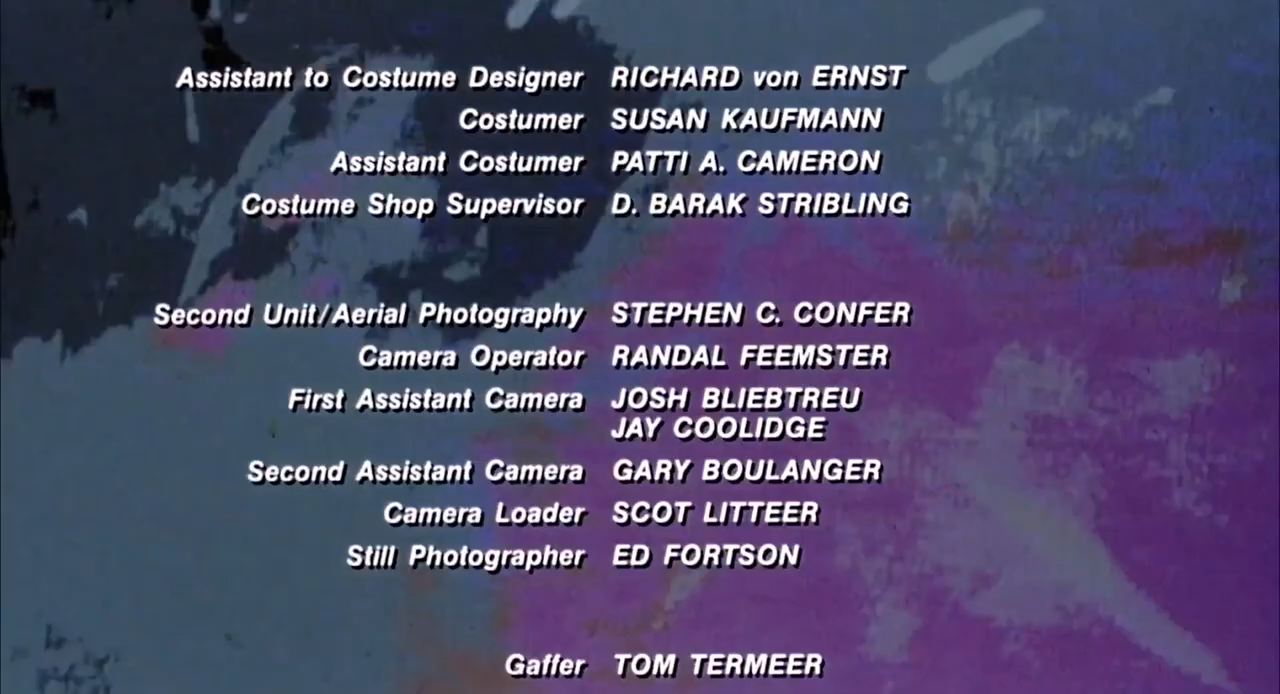 Assistant to Costume Designer RICHARD von ERNST
Costumer SUSAN KAUFMANN
Assistant Costumer PATTI A. CAMERON
Costume Shop Supervisor D. BARAK STRIBLING
Second Unit/Aerial Photography STEPHEN C. CONFER
Camera Operator RANDAL FEEMSTER
First Assistant Camera JOSH BLIEBTREU
JAY COOLIDGE
Second Assistant Camera GARY BOULANGER
Camera Loader SCOT LITTEER
Still Photographer ED FORTSON
Gaffer TOM TERMEER